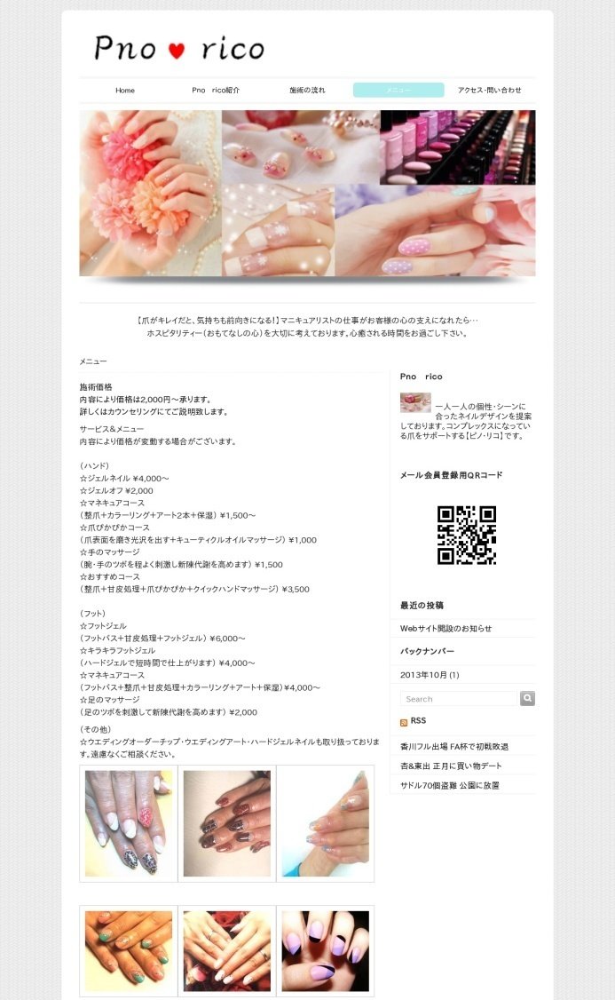 Pno rico
Home
Pno rico紹介
施術の流れ
メニュー
アクセス・問い合わせ
【爪がキレイだと、気持ちも前向きになる！】マニキュアリストの仕事がお客様の心の支えになれたら…
ホスピタリティー（おもてなしの心）を大切に考えております。心癒される時間をお過ごし下さい。
メニュー
施術価格
内容により価格は2,000円～承ります。
詳しくはカウンセリングにてご説明致します。
サービス＆メニュー
内容により価格が変動する場合がございます。
（ハンド）
☆ジェルネイル ¥4,000～
☆ジェルオフ ¥2,000
☆マネキュアコース
（整爪＋カラーリング＋アート2本＋保湿） ¥1,500～
☆爪ぴかぴかコース
（爪表面を磨き光沢を出す＋キューティクルオイルマッサージ） ¥1,000
☆手のマッサージ
（腕・手のツボを程よく刺激し新陳代謝を高めます） ¥1,500
☆おすすめコース
（整爪＋甘皮処理＋爪ぴかぴか＋クイックハンドマッサージ） ¥3,500
（フット）
☆フットジェル
（フットバス＋甘皮処理＋フットジェル） ¥6,000～
☆キラキラフットジェル
（ハードジェルで短時間で仕上がります） ¥4,000～
☆マネキュアコース
（フットバス＋整爪＋甘皮処理＋カラーリング＋アート＋保湿）¥4,000～
☆足のマッサージ
（足のツボを刺激して新陳代謝を高めます） ¥2,000
（その他）
☆ウエディングオーダーチップ・ウエディングアート・ハードジェルネイルも取り扱っておりま
す。遠慮なくご相談ください。
Pno rico
一人一人の個性・シーンに
合ったネイルデザインを提案
しております。コンプレックスになってい
る爪をサポートする【ピノ・リコ】です。
メール会員登録用QRコード
最近の投稿
Webサイト開設のお知らせ
バックナンバー
2013年10月 (1)
Search
RSS
香川フル出場 FA杯で初戦敗退
杏&東出 正月に買い物デート
サドル70個盗難 公園に放置